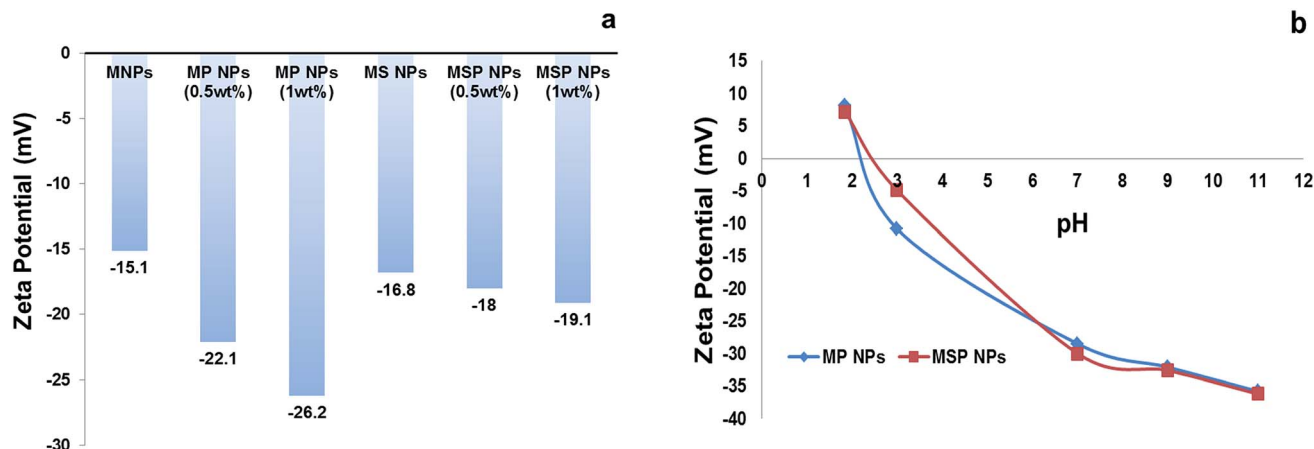 a
0
-5
-10
-15
-20
-25
-30
Zeta Potential (mV)
MNPs
MP NPs
(0.5wt%)
MP NPs
(1wt%)
MS NPs
MSP NPs
(0.5wt%)
MSP NPs
(1wt%)
-15.1
-22.1
-26.2
-16.8
-18
-19.1
b
15
10
5
0
-5
-10
-15
-20
-25
-30
-35
-40
Zeta Potential (mV)
0 1 2 3 4 5 6 7 8 9 10 11 12
pH
MP NPs MSP NPs